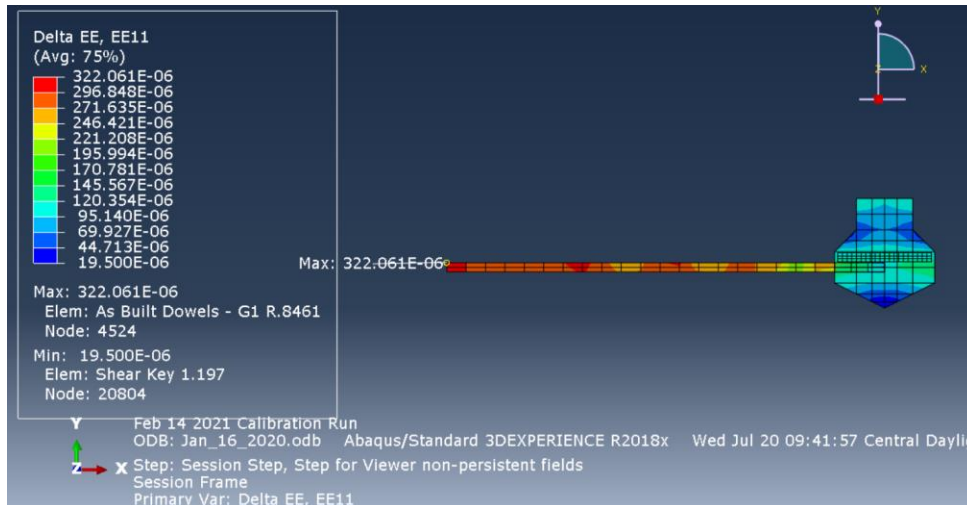 Delta EE, EE11
(Avg: 75%)
322.061E-06
296.848E-06
271.635E-06
246.421E-06
221.208E-06
195.994E-06
170.781E-06
145.567E-06
120.354E-06
95.140E-06
69.927E-06
44.713E-06
19.500E-06
Max: 322.061E-06
Elem: As Built Dowels - G1 R.8461
Node: 4524
Min: 19.500E-06
Elem: Shear Key 1.197
Node: 20804
Max: 322.061E-06
Y
Z X
Y
Z X
Feb 14 2021 Calibration Run
ODB: Jan_16_2020.odb Abaqus/Standard 3DEXPERIENCE R2018x Wed Jul 20 09:41:57 Central
Step: Session Step, Step for Viewer non-persistent fields
Session Frame
Primary Var: Delta EE, EE11